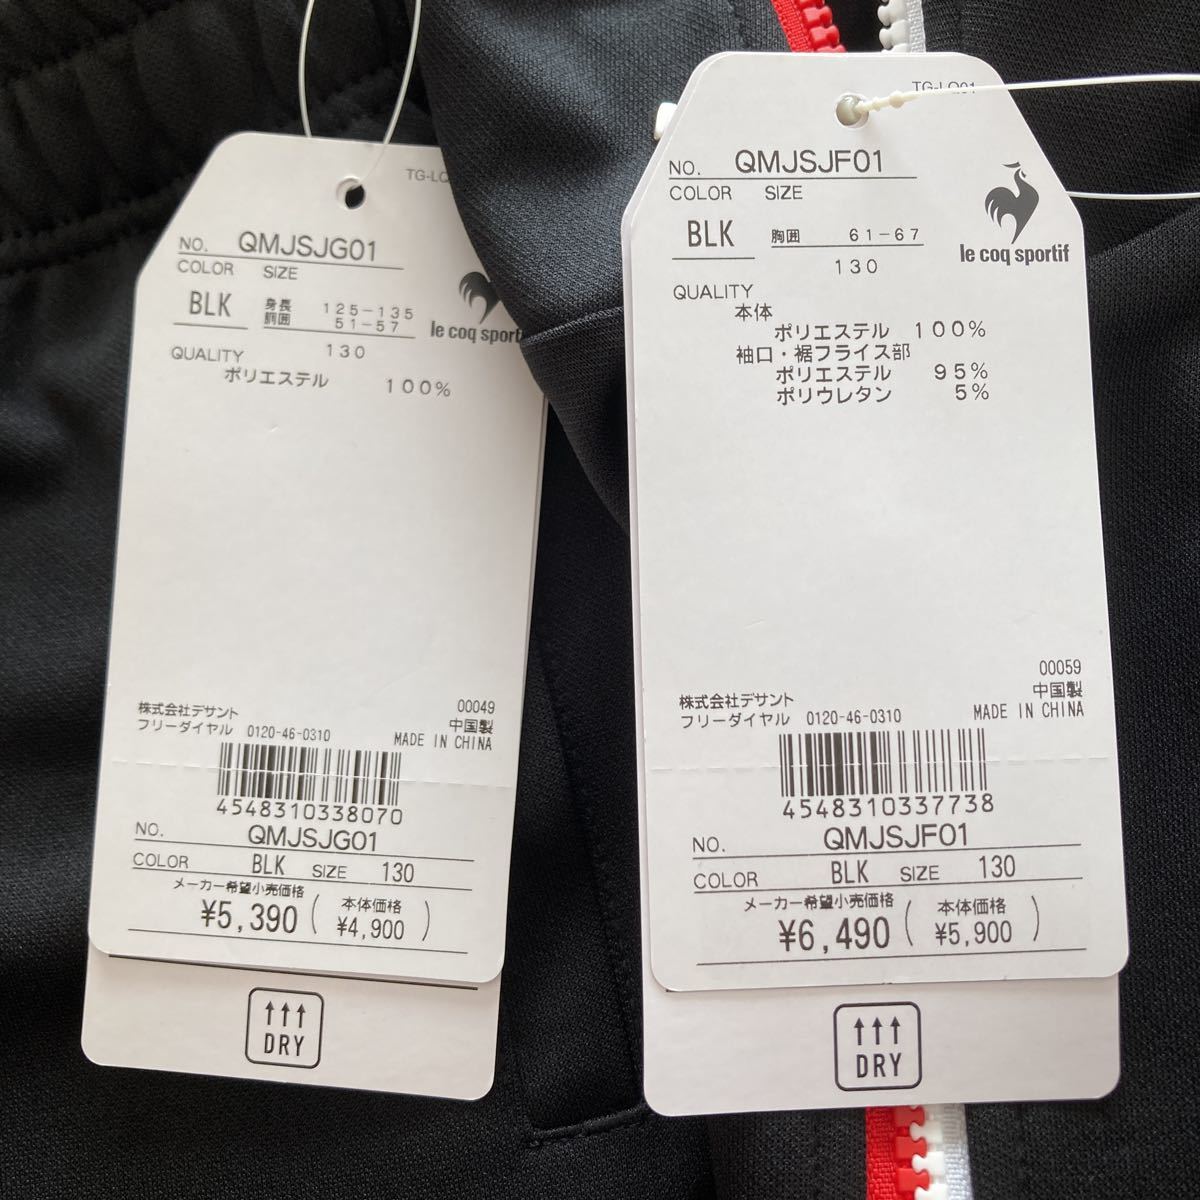 TG-LQ
NO. QMJSJG01
COLOR SIZE
BLK 身長 125-135
胴囲 51-57
130
le coq sporti
QUALITY
ポリエステル 100%
00049
株式会社デサント 中国製
フリーダイヤル 0120-46-0310 MADE IN CHINA
4548310338070
NO. QMJSJG01
COLOR BLK SIZE 130
メーカー希望小売価格
¥5,390 (本体価格 ¥4,900)
DRY
TG-LQ01
NO. QMJSJF01
COLOR SIZE
BLK 胸囲 61-67
130
le coq sportif
QUALITY
本体
ポリエステル 100%
袖口・裾フライス部
ポリエステル 95%
ポリウレタン 5%
00059
株式会社デサント 中国製
フリーダイヤル 0120-46-0310 MADE IN CHINA
4548310337738
NO. QMJSJF01
COLOR BLK SIZE 130
メーカー希望小売価格
¥6,490 (本体価格 ¥5,900)
DRY